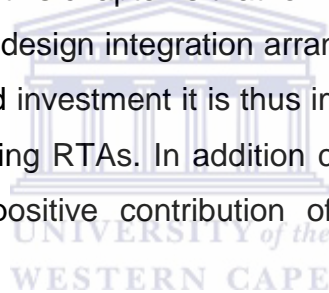 design integration arran
d investment it is thus in
ing RTAs. In addition c
positive contribution of
UNIVERSITY of the
WESTERN CAPE